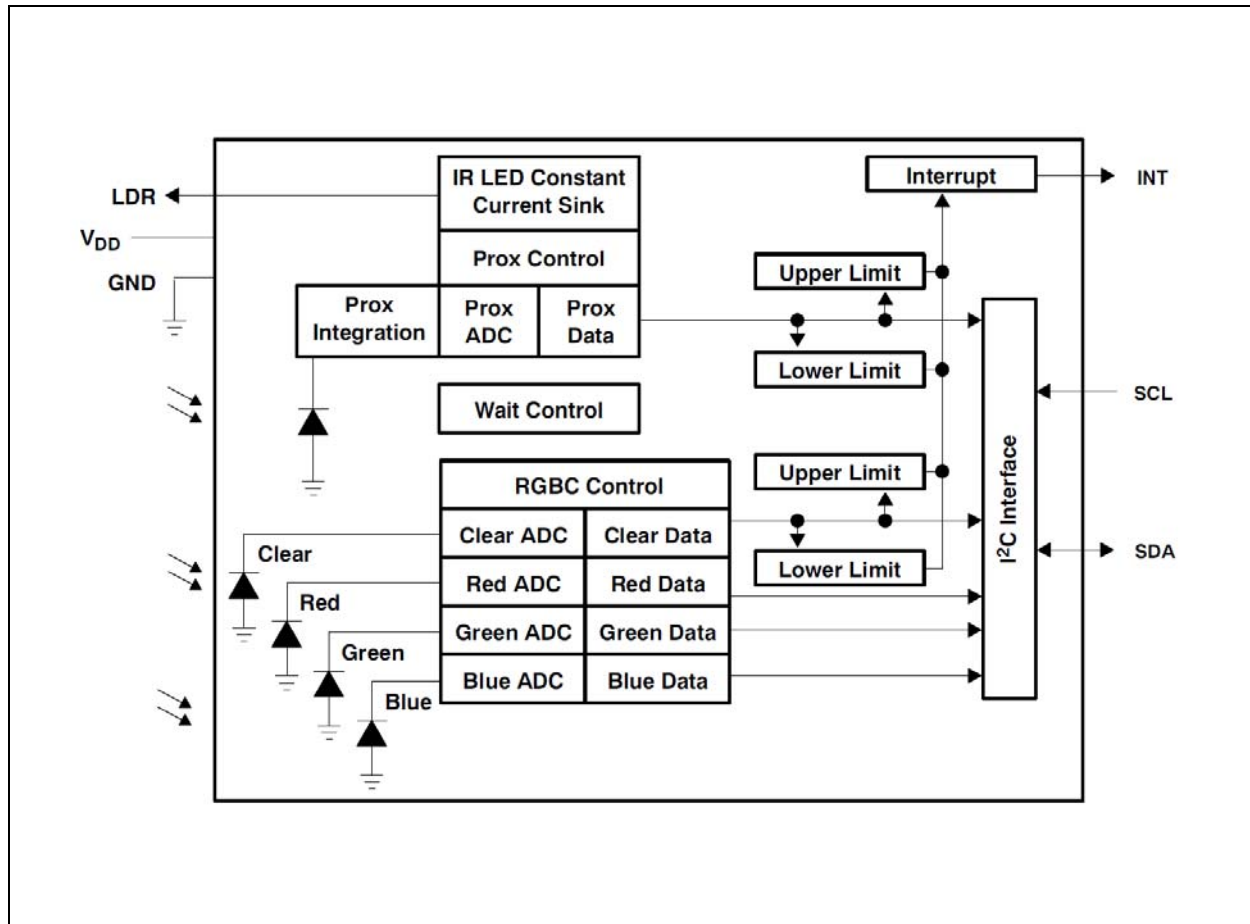 IR LED Constant
Current Sink
Interrupt
INT
LDR
VDD
GND
Prox Control
Prox
Integration
Prox
ADC
Prox
Data
Upper Limit
Lower Limit
Wait Control
SCL
I²C Interface
SDA
Upper Limit
Lower Limit
RGBC Control
Clear
Clear ADC
Clear Data
Red
Red ADC
Red Data
Green
Green ADC
Green Data
Blue
Blue ADC
Blue Data